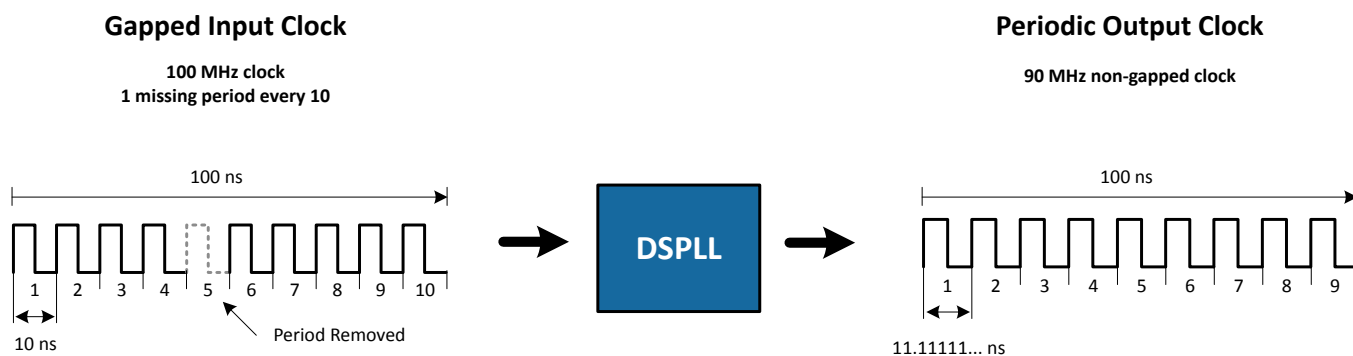 Gapped Input Clock
100 MHz clock
1 missing period every 10
100 ns
1 2 3 4 5 6 7 8 9 10
10 ns
Period Removed
DSPLL
Periodic Output Clock
90 MHz non-gapped clock
100 ns
1 2 3 4 5 6 7 8 9
11.11111... ns